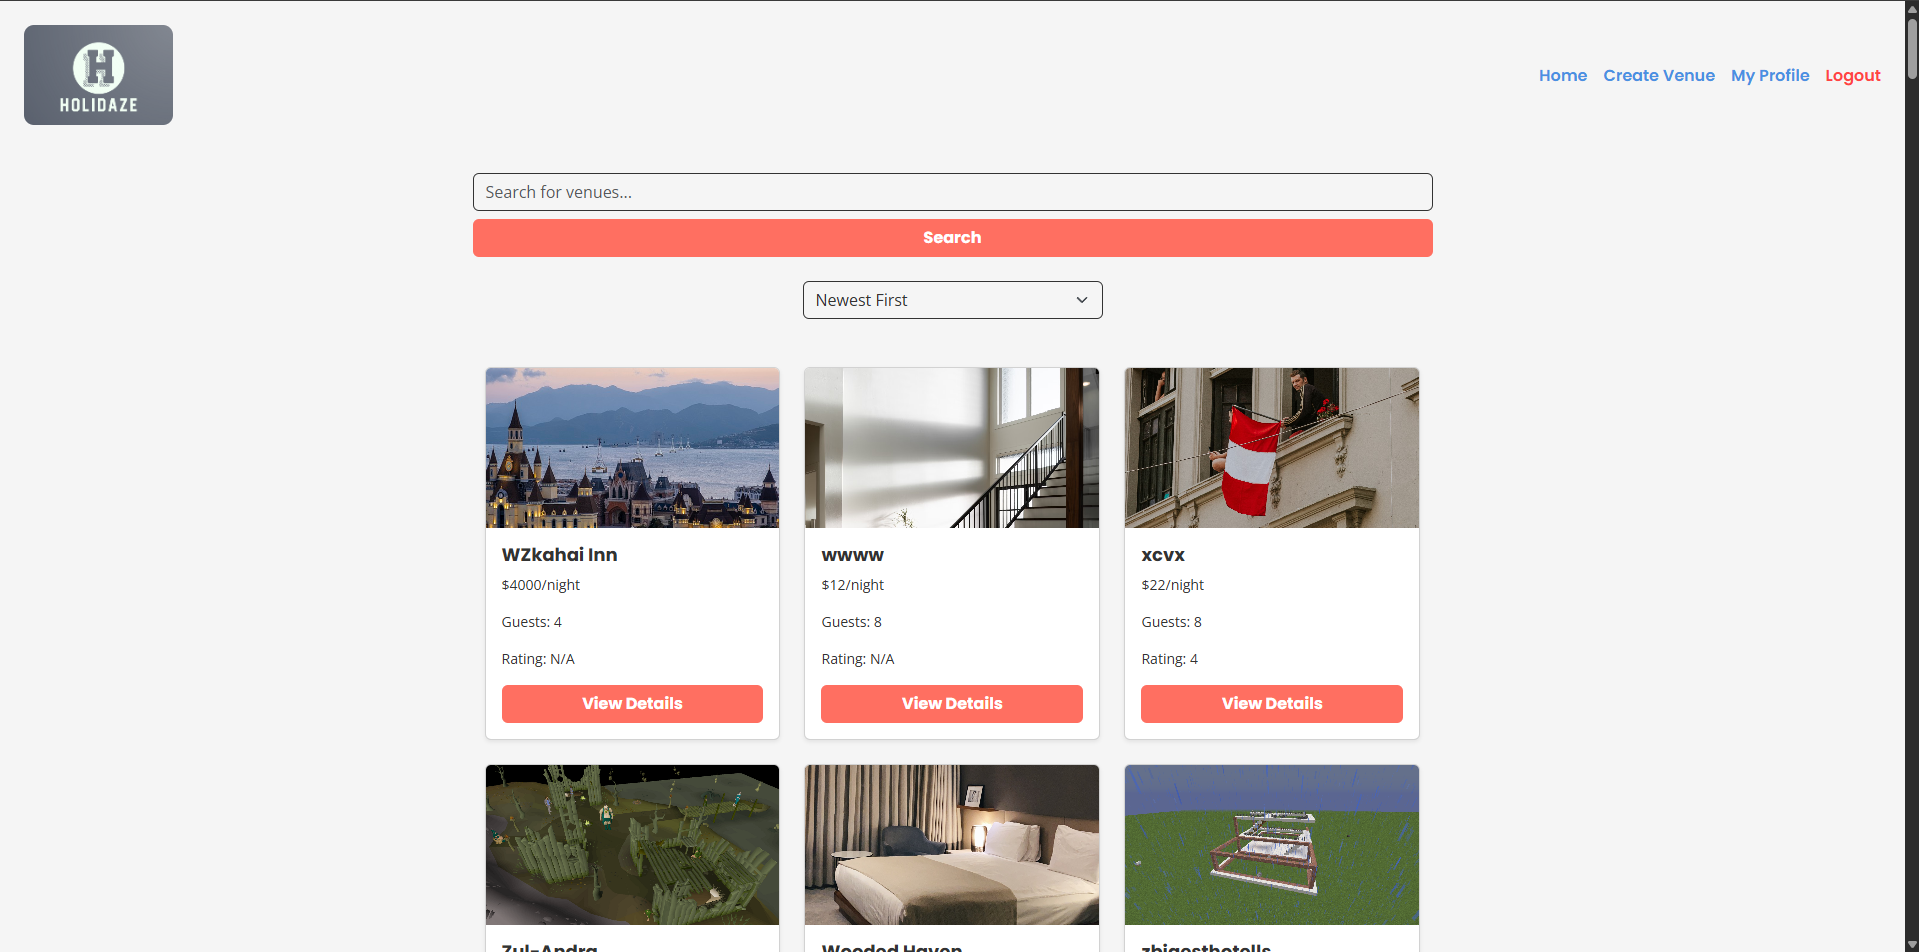 H
HOLIDAZE
Home Create Venue My Profile Logout
Search for venues...
Search
Newest First
WZkahai Inn
$4000/night
Guests: 4
Rating: N/A
View Details
wwww
$12/night
Guests: 8
Rating: N/A
View Details
xcvx
$22/night
Guests: 8
Rating: 4
View Details
Zul-Andra
Wooded Haven
zbigesthotells